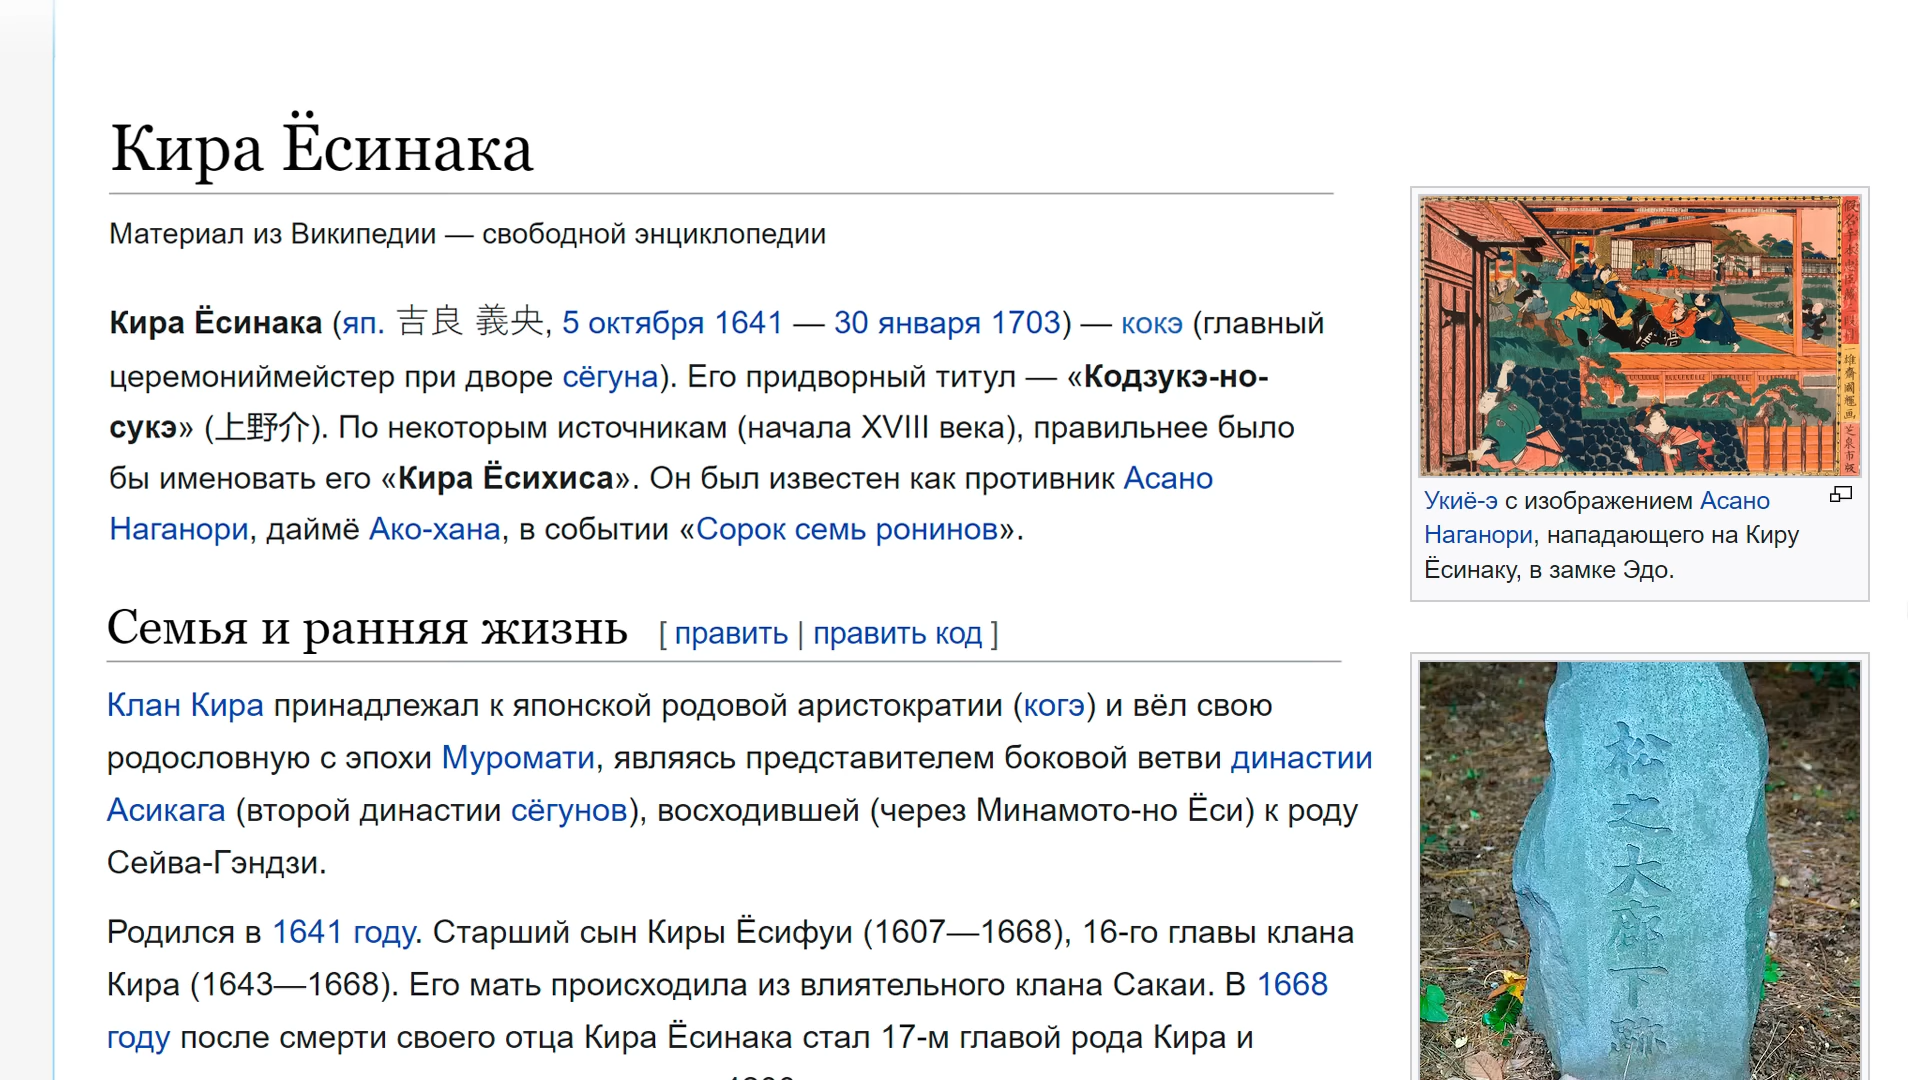 Кира Ёсинака
Материал из Википедии — свободной энциклопедии
Кира Ёсинака (яп. 吉良 義央, 5 октября 1641 — 30 января 1703) — кокэ (главный
церемониймейстер при дворе сёгуна). Его придворный титул — «Кодзукэ-но-
сукэ» (上野介). По некоторым источникам (начала XVIII века), правильнее было
бы именовать его «Кира Ёсихиса». Он был известен как противник Асано
Наганори, даймё Ако-хана, в событии «Сорок семь ронинов».
Укиё-э с изображением Асано
Наганори, нападающего на Киру
Ёсинаку, в замке Эдо.
Семья и ранняя жизнь [ править | править код ]
Клан Кира принадлежал к японской родовой аристократии (когэ) и вёл свою
родословную с эпохи Муромати, являясь представителем боковой ветви династии
Асикага (второй династии сёгунов), восходившей (через Минамото-но Ёси) к роду
Сейва-Гэндзи.
Родился в 1641 году. Старший сын Киры Ёсифуи (1607—1668), 16-го главы клана
Кира (1643—1668). Его мать происходила из влиятельного клана Сакаи. В 1668
году после смерти своего отца Кира Ёсинака стал 17-м главой рода Кира и
松之大廊下跡